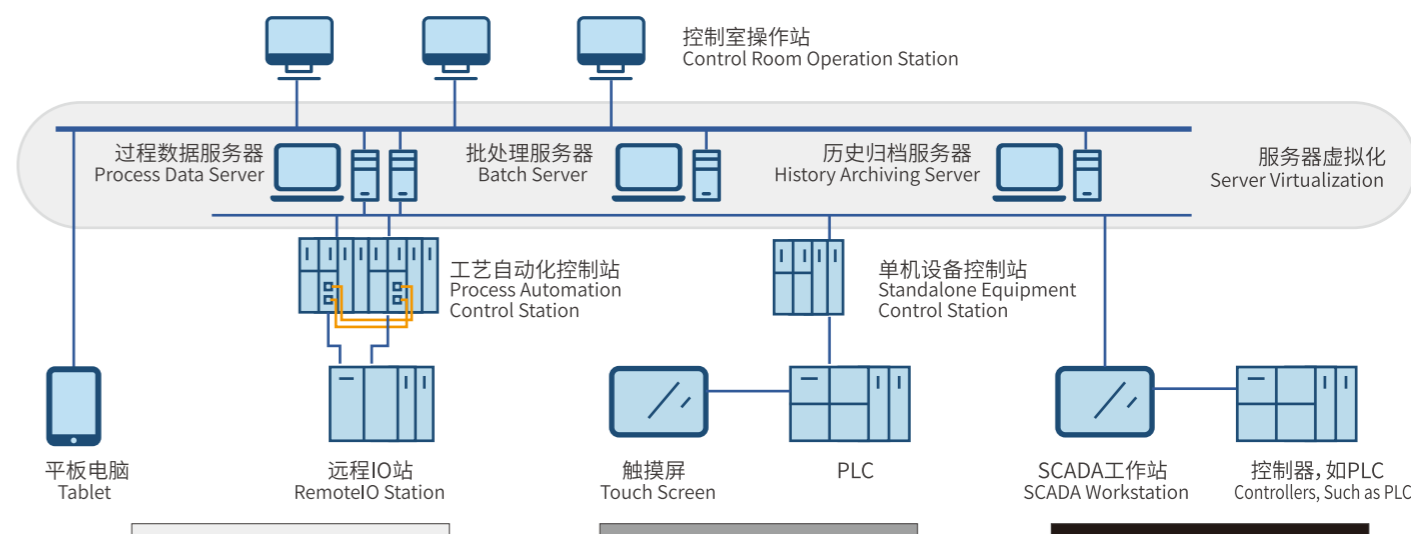 控制室操作站
Control Room Operation Station
过程数据服务器
Process Data Server
批处理服务器
Batch Server
历史归档服务器
History Archiving Server
服务器虚拟化
Server Virtualization
工艺自动化控制站
Process Automation
Control Station
单机设备控制站
Standalone Equipment
Control Station
平板电脑
Tablet
远程IO站
RemoteIO Station
触摸屏
Touch Screen
PLC
SCADA工作站
SCADA Workstation
控制器，如PLC
Controllers, Such as PLC